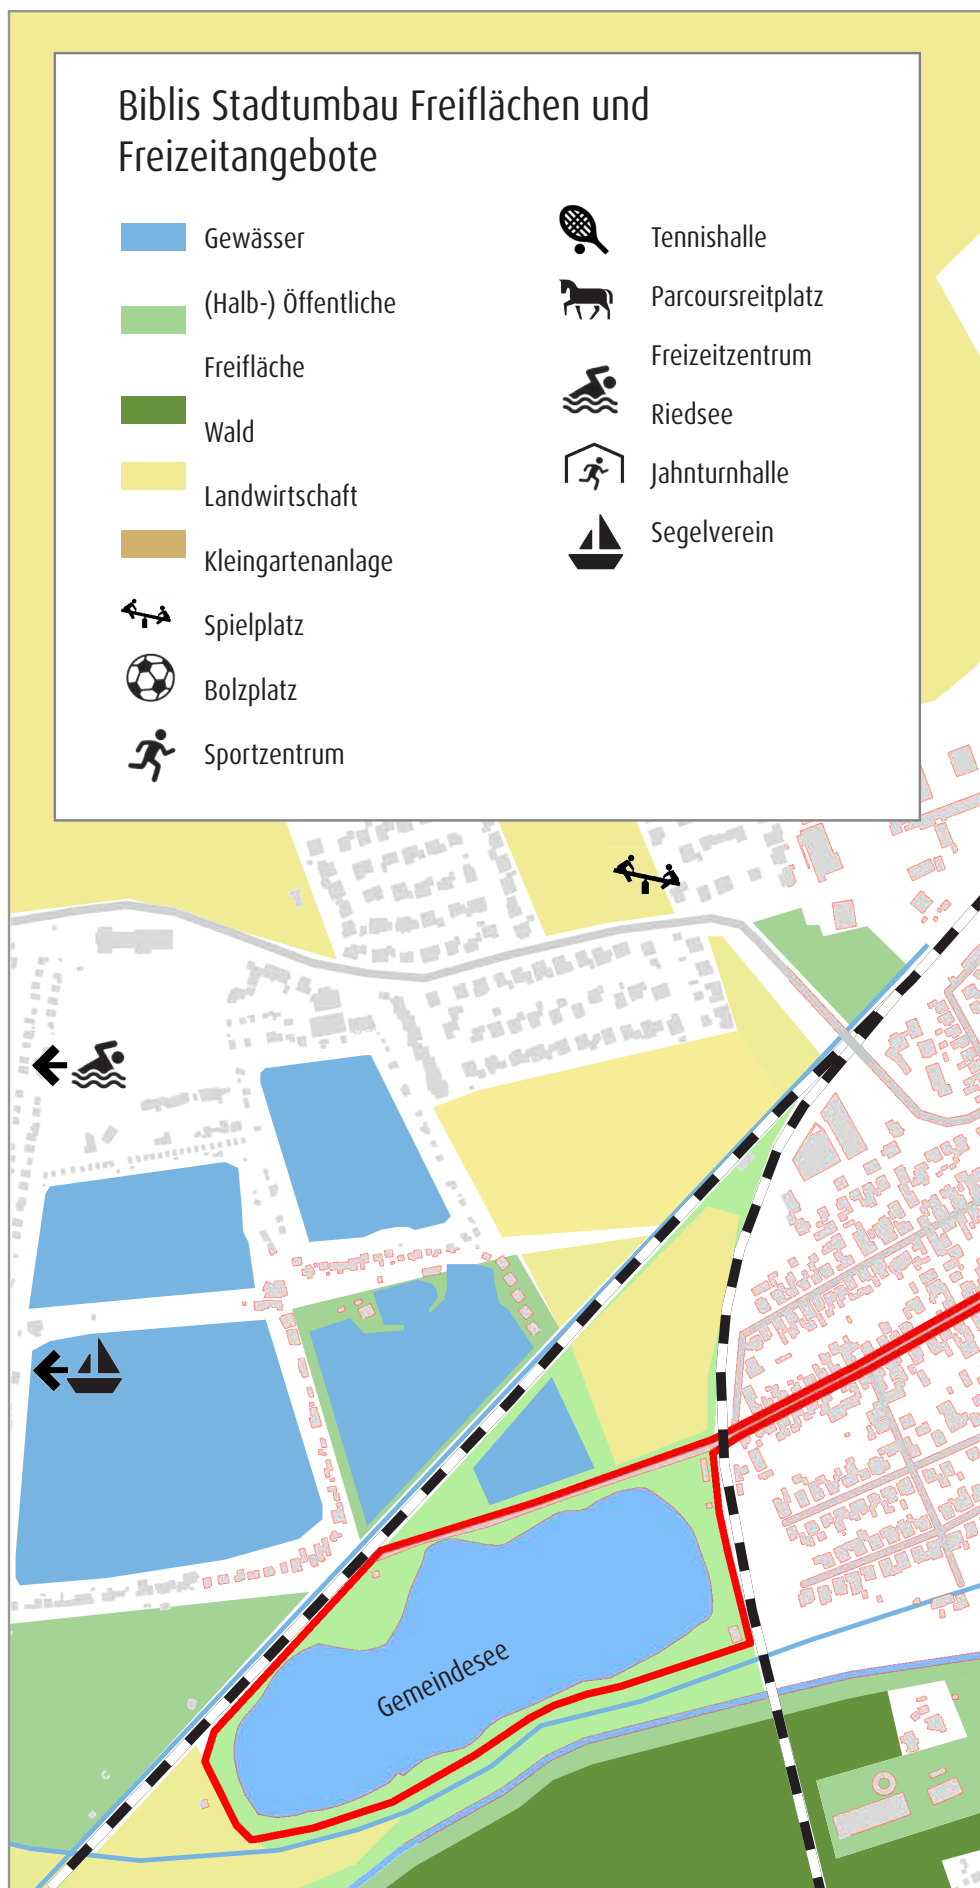 Biblis Stadtumbau Freiflächen und
Freizeitangebote
Gewässer
(Halb-) Öffentliche
Freifläche
Wald
Landwirtschaft
Kleingartenanlage
Spielplatz
Bolzplatz
Sportzentrum
Tennishalle
Parcoursreitplatz
Freizeitzentrum
Riedsee
Jahnturnhalle
Segelverein
Gemeindesee